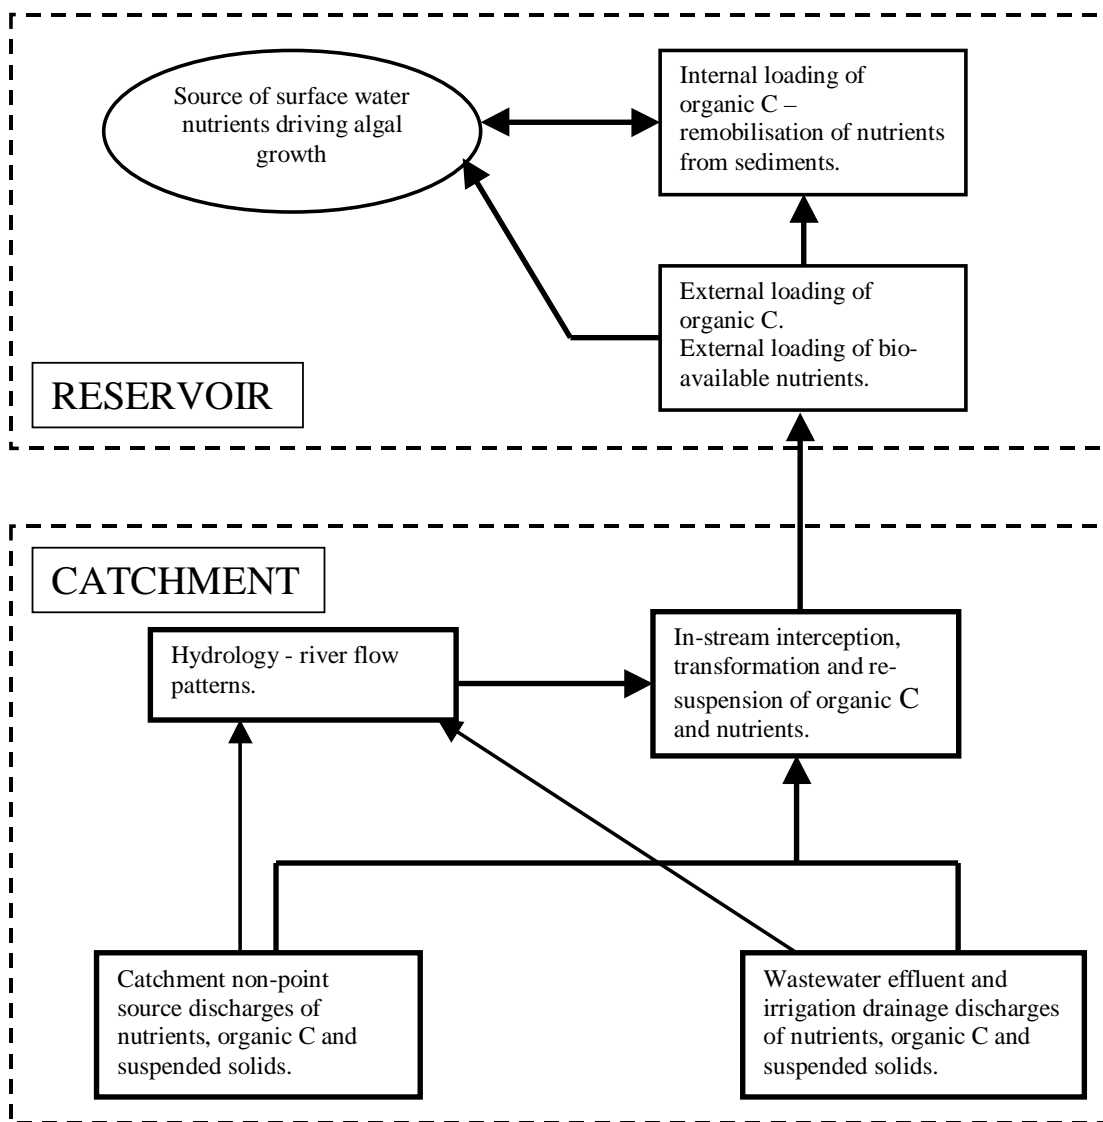 Source of surface water
nutrients driving algal
growth
Internal loading of
organic C –
remobilisation of nutrients
from sediments.
External loading of
organic C.
External loading of bio-
available nutrients.
RESERVOIR
CATCHMENT
Hydrology - river flow
patterns.
In-stream interception,
transformation and re-
suspension of organic C
and nutrients.
Catchment non-point
source discharges of
nutrients, organic C and
suspended solids.
Wastewater effluent and
irrigation drainage discharges
of nutrients, organic C and
suspended solids.